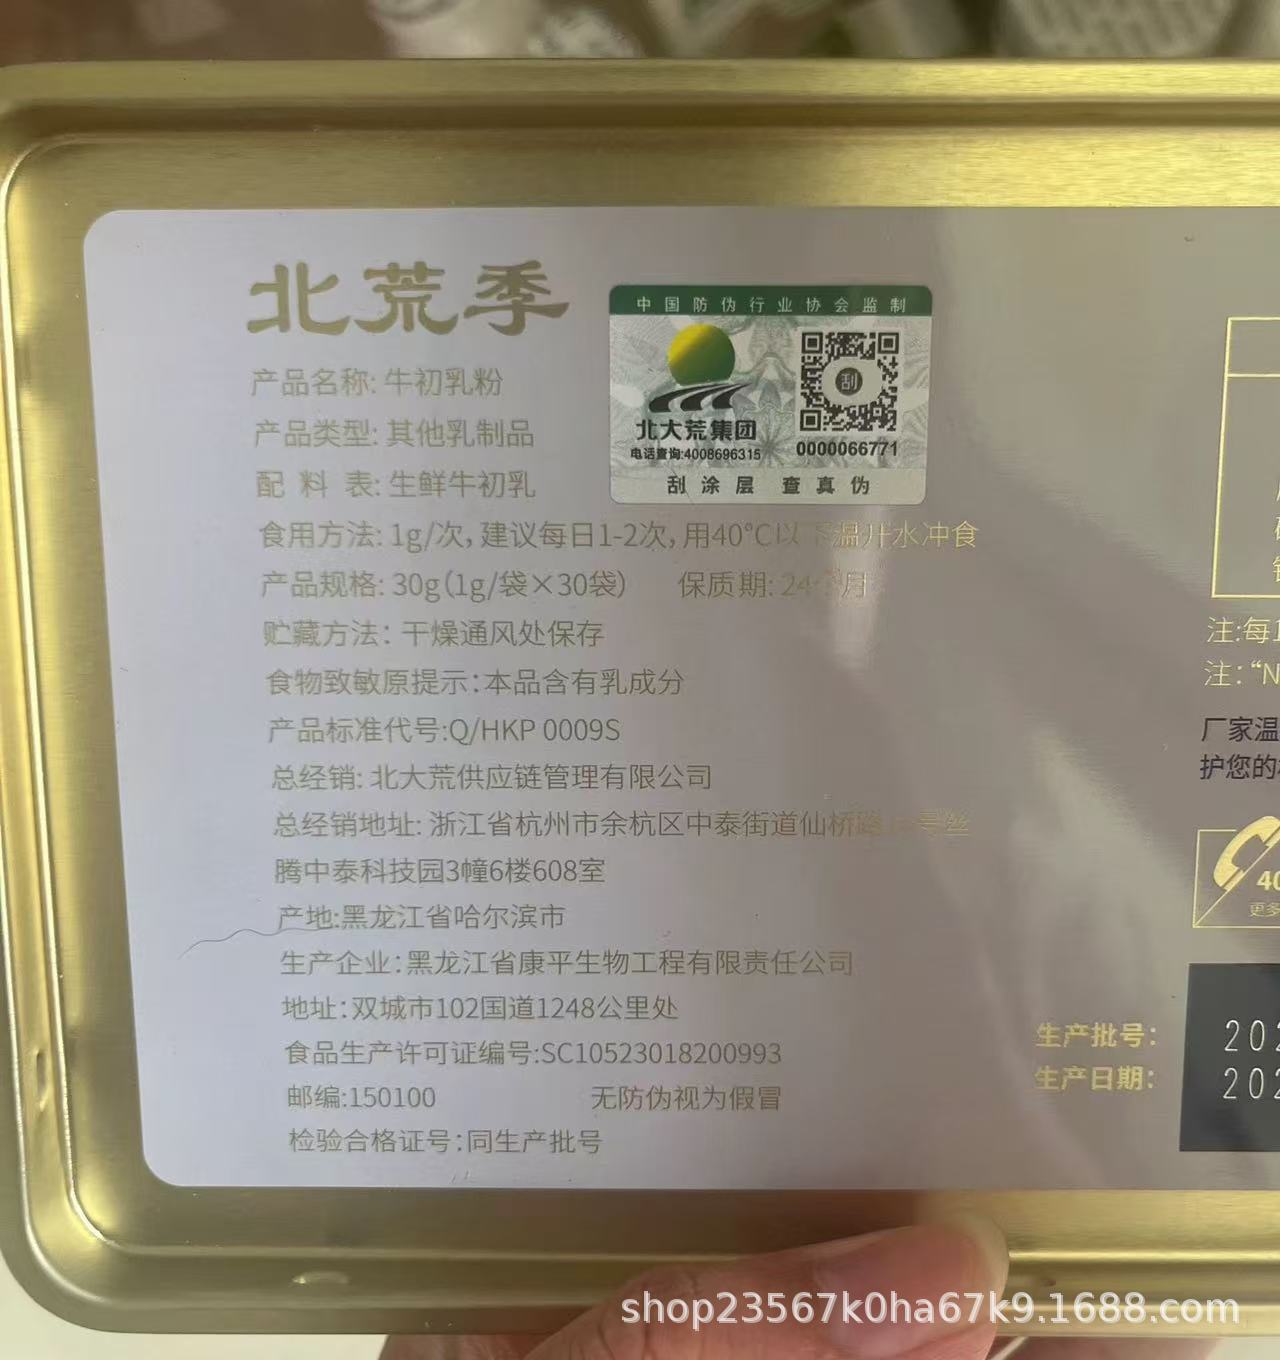 北荒季
中国防伪行业协会监制
刮
北大荒集团
电话查询:4008696315
0000066771
刮涂层 查真伪
产品名称: 牛初乳粉
产品类型: 其他乳制品
配 料 表: 生鲜牛初乳
食用方法: 1g/次, 建议每日1-2次, 用40℃以下温开水冲食
产品规格: 30g(1g/袋×30袋) 保质期: 24个月
贮藏方法: 干燥通风处保存
食物致敏原提示: 本品含有乳成分
产品标准代号:Q/HKP 0009S
总经销: 北大荒供应链管理有限公司
总经销地址: 浙江省杭州市余杭区中泰街道仙桥路 号丝
腾中泰科技园3幢6楼608室
产地:黑龙江省哈尔滨市
生产企业: 黑龙江省康平生物工程有限责任公司
地址: 双城市102国道1248公里处
食品生产许可证编号:SC10523018200993
邮编:150100 无防伪视为假冒
检验合格证号: 同生产批号
注:每1
注: “N
厂家温
护您的
40
更多
生产批号: 202
生产日期: 202
shop23567k0ha67k9.1688.com